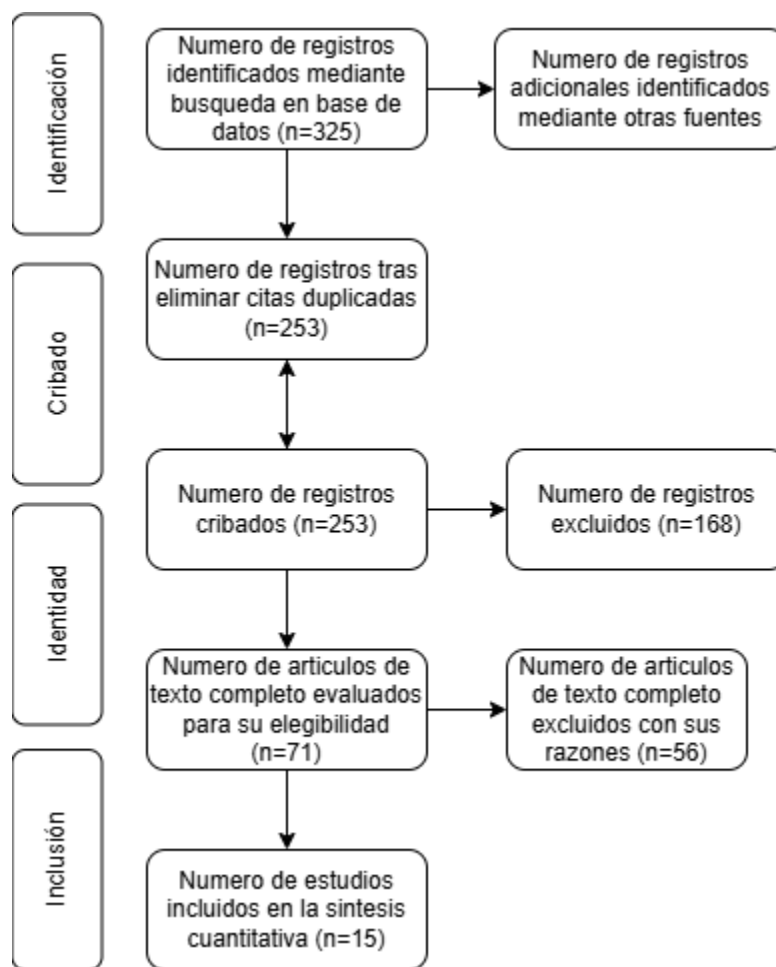 Identificación
Numero de registros
identificados mediante
busqueda en base de
datos (n=325)
Numero de registros
adicionales identificados
mediante otras fuentes
Cribado
Numero de registros tras
eliminar citas duplicadas
(n=253)
Numero de registros
cribados (n=253)
Numero de registros
excluidos (n=168)
Identidad
Numero de articulos de
texto completo evaluados
para su elegibilidad
(n=71)
Numero de articulos
de texto completo
excluidos con sus
razones (n=56)
Inclusión
Numero de estudios
incluidos en la sintesis
cuantitativa (n=15)